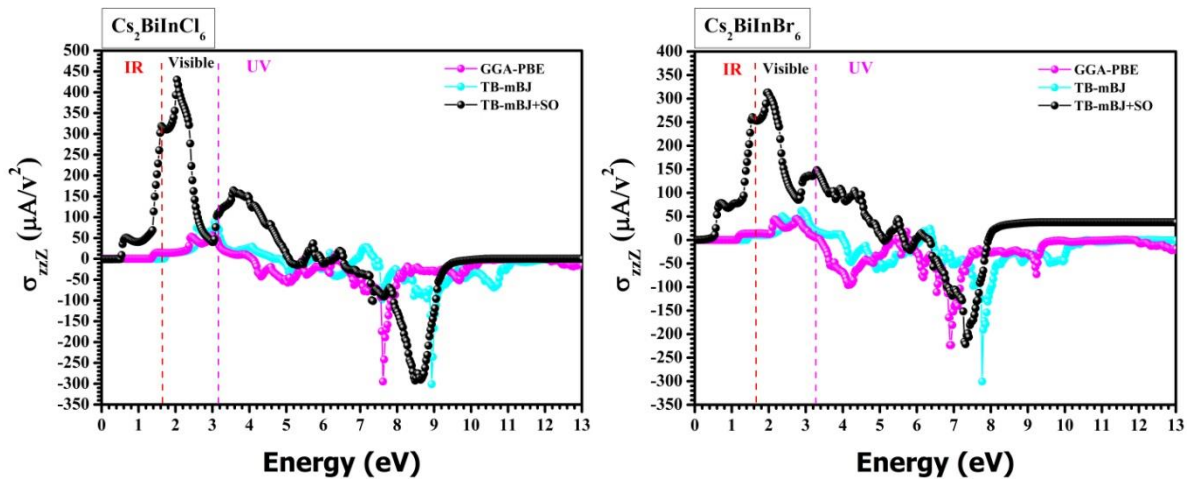 Cs₂BiInCl₆
IR
Visible
UV
GGA-PBE
TB-mBJ
TB-mBJ+SO
500
450
400
350
300
250
200
150
100
50
0
-50
-100
-150
-200
-250
-300
-350
σzzZ (μA/v²)
0 1 2 3 4 5 6 7 8 9 10 11 12 13
Energy (eV)
Cs₂BiInBr₆
IR
Visible
UV
GGA-PBE
TB-mBJ
TB-mBJ+SO
400
350
300
250
200
150
100
50
0
-50
-100
-150
-200
-250
-300
-350
σzzZ (μA/v²)
0 1 2 3 4 5 6 7 8 9 10 11 12 13
Energy (eV)